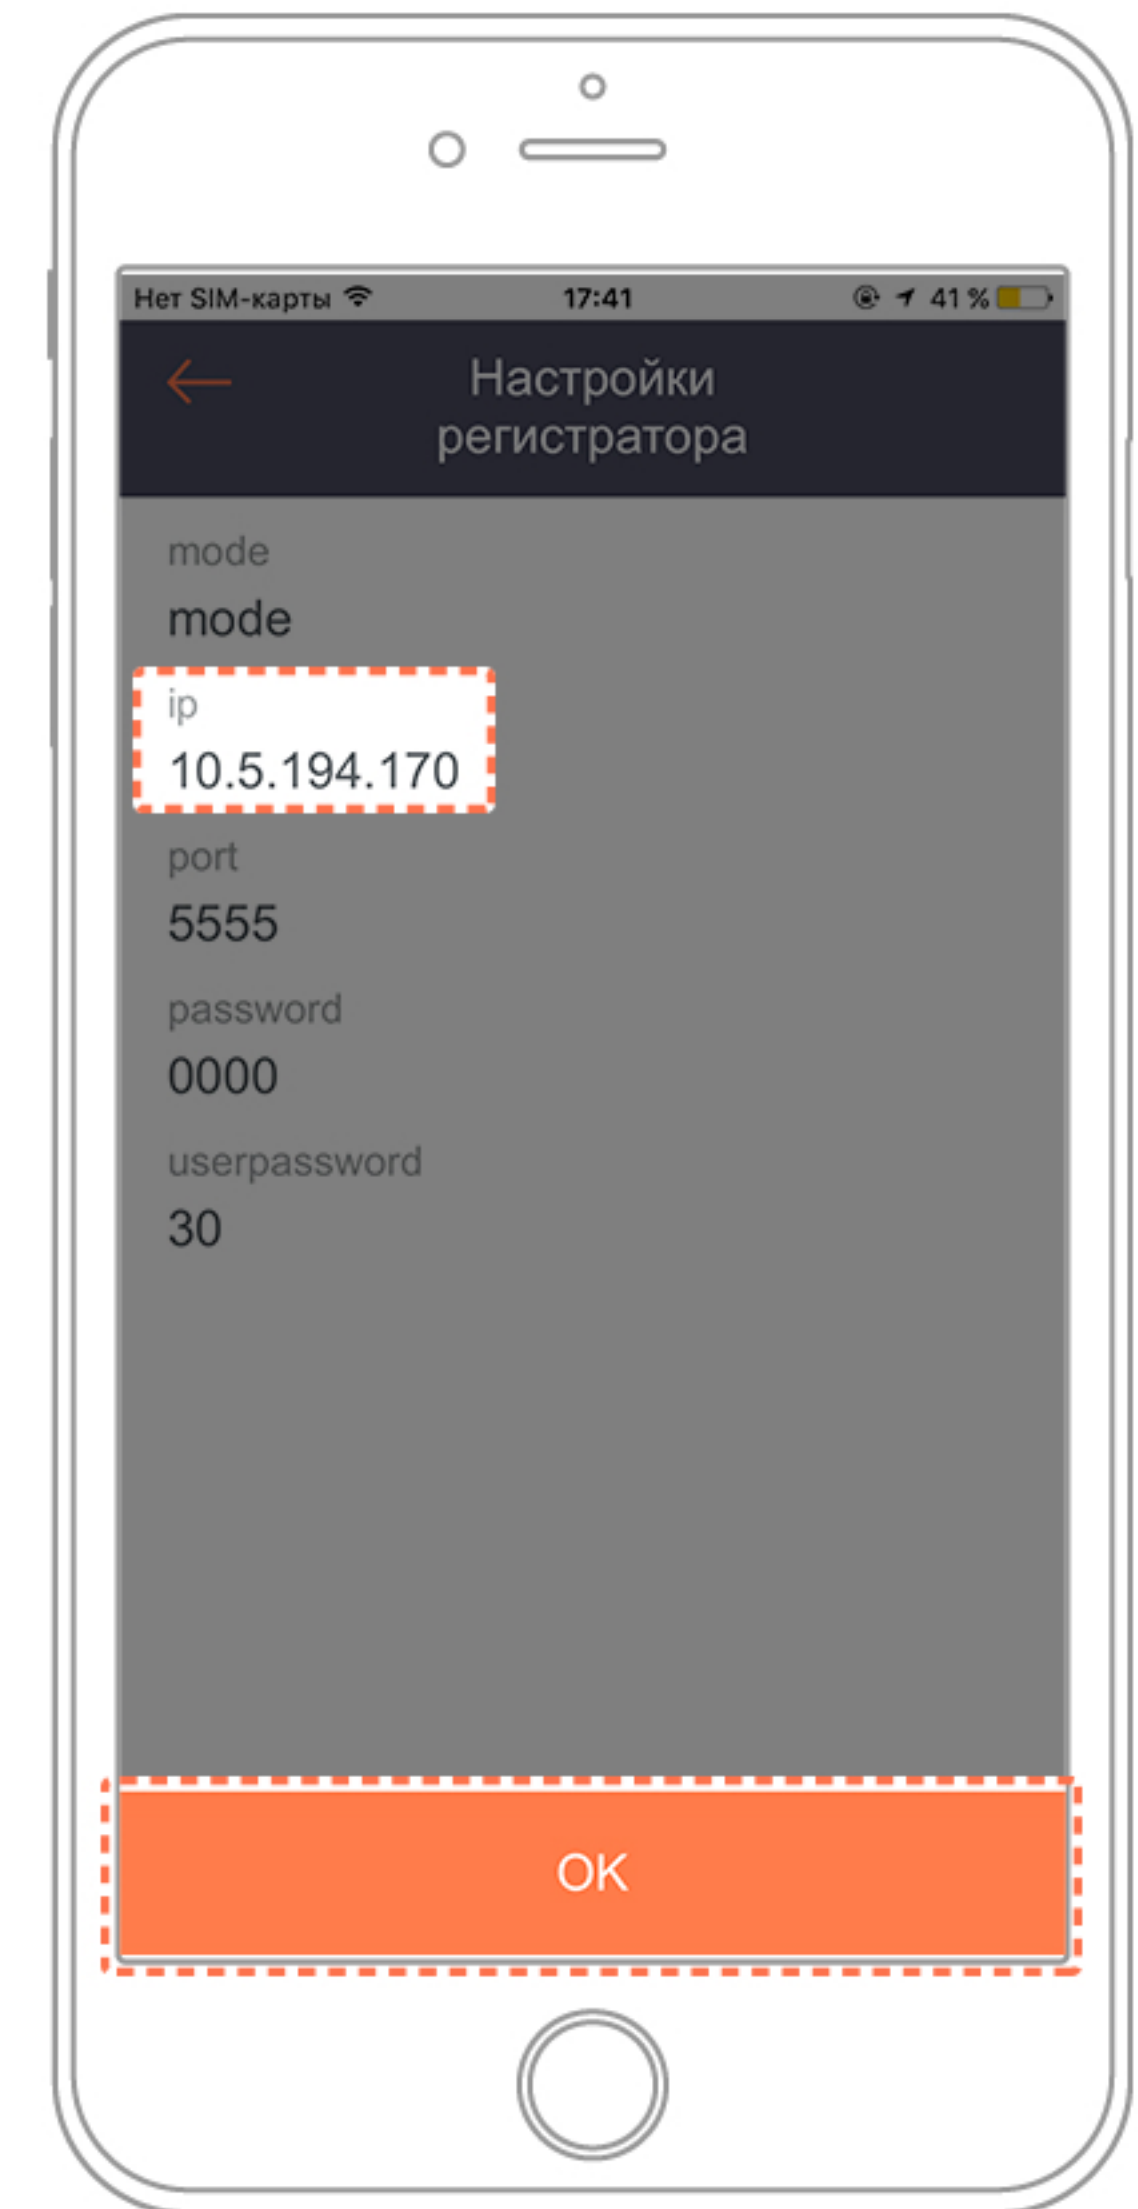 Нет SIM-карты 17:41 41 %
Настройки
регистратора
mode
mode
ip
10.5.194.170
port
5555
password
0000
userpassword
30
OK